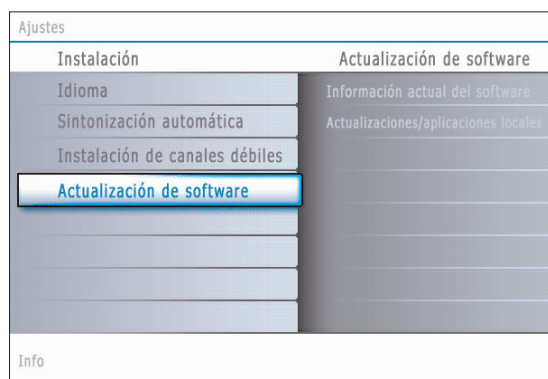 Ajustes
Instalación
Actualización de software
Idioma
Información actual del software
Sintonización automática
Actualizaciones/aplicaciones locales
Instalación de canales débiles
Actualización de software
Info